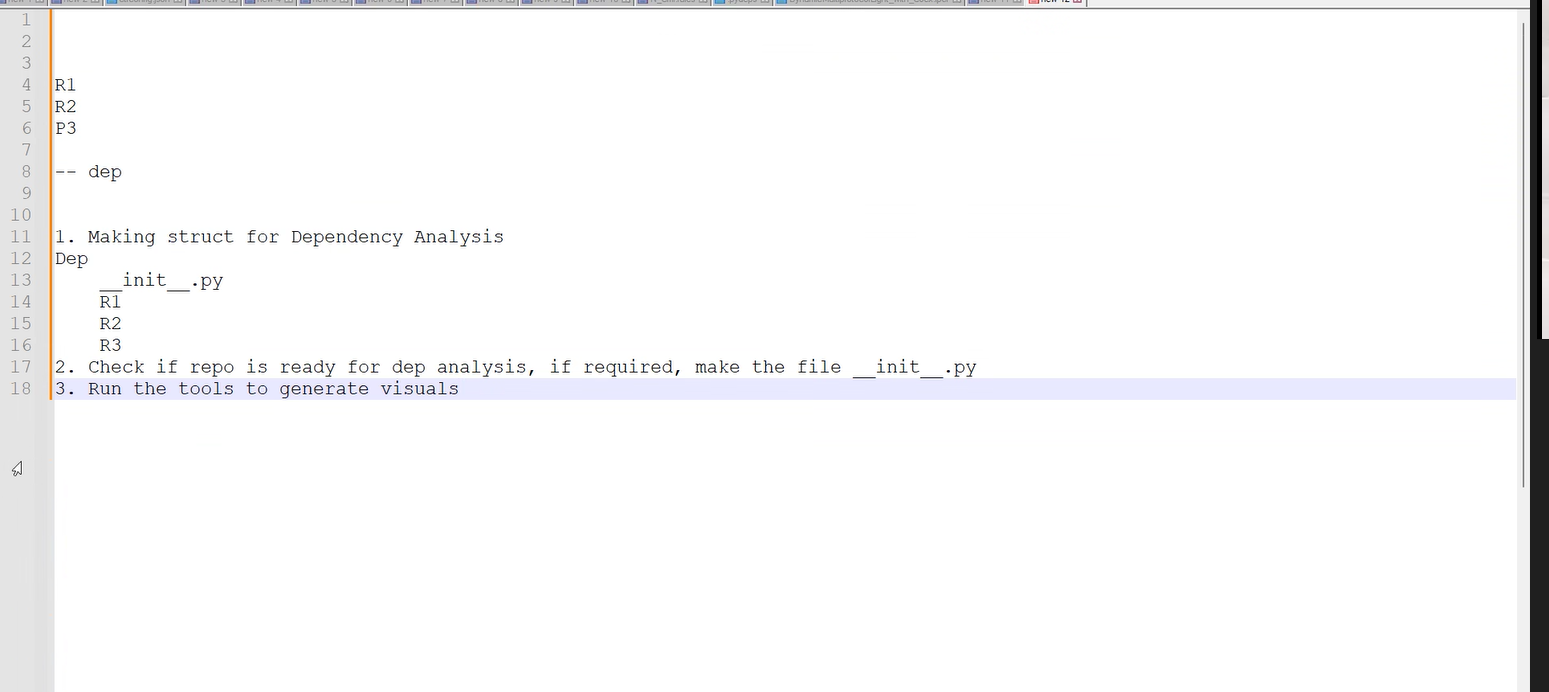 1
2
3
4 R1
5 R2
6 P3
7
8 -- dep
9
10
11 1. Making struct for Dependency Analysis
12 Dep
13 __init__.py
14 R1
15 R2
16 R3
17 2. Check if repo is ready for dep analysis, if required, make the file __init__.py
18 3. Run the tools to generate visuals